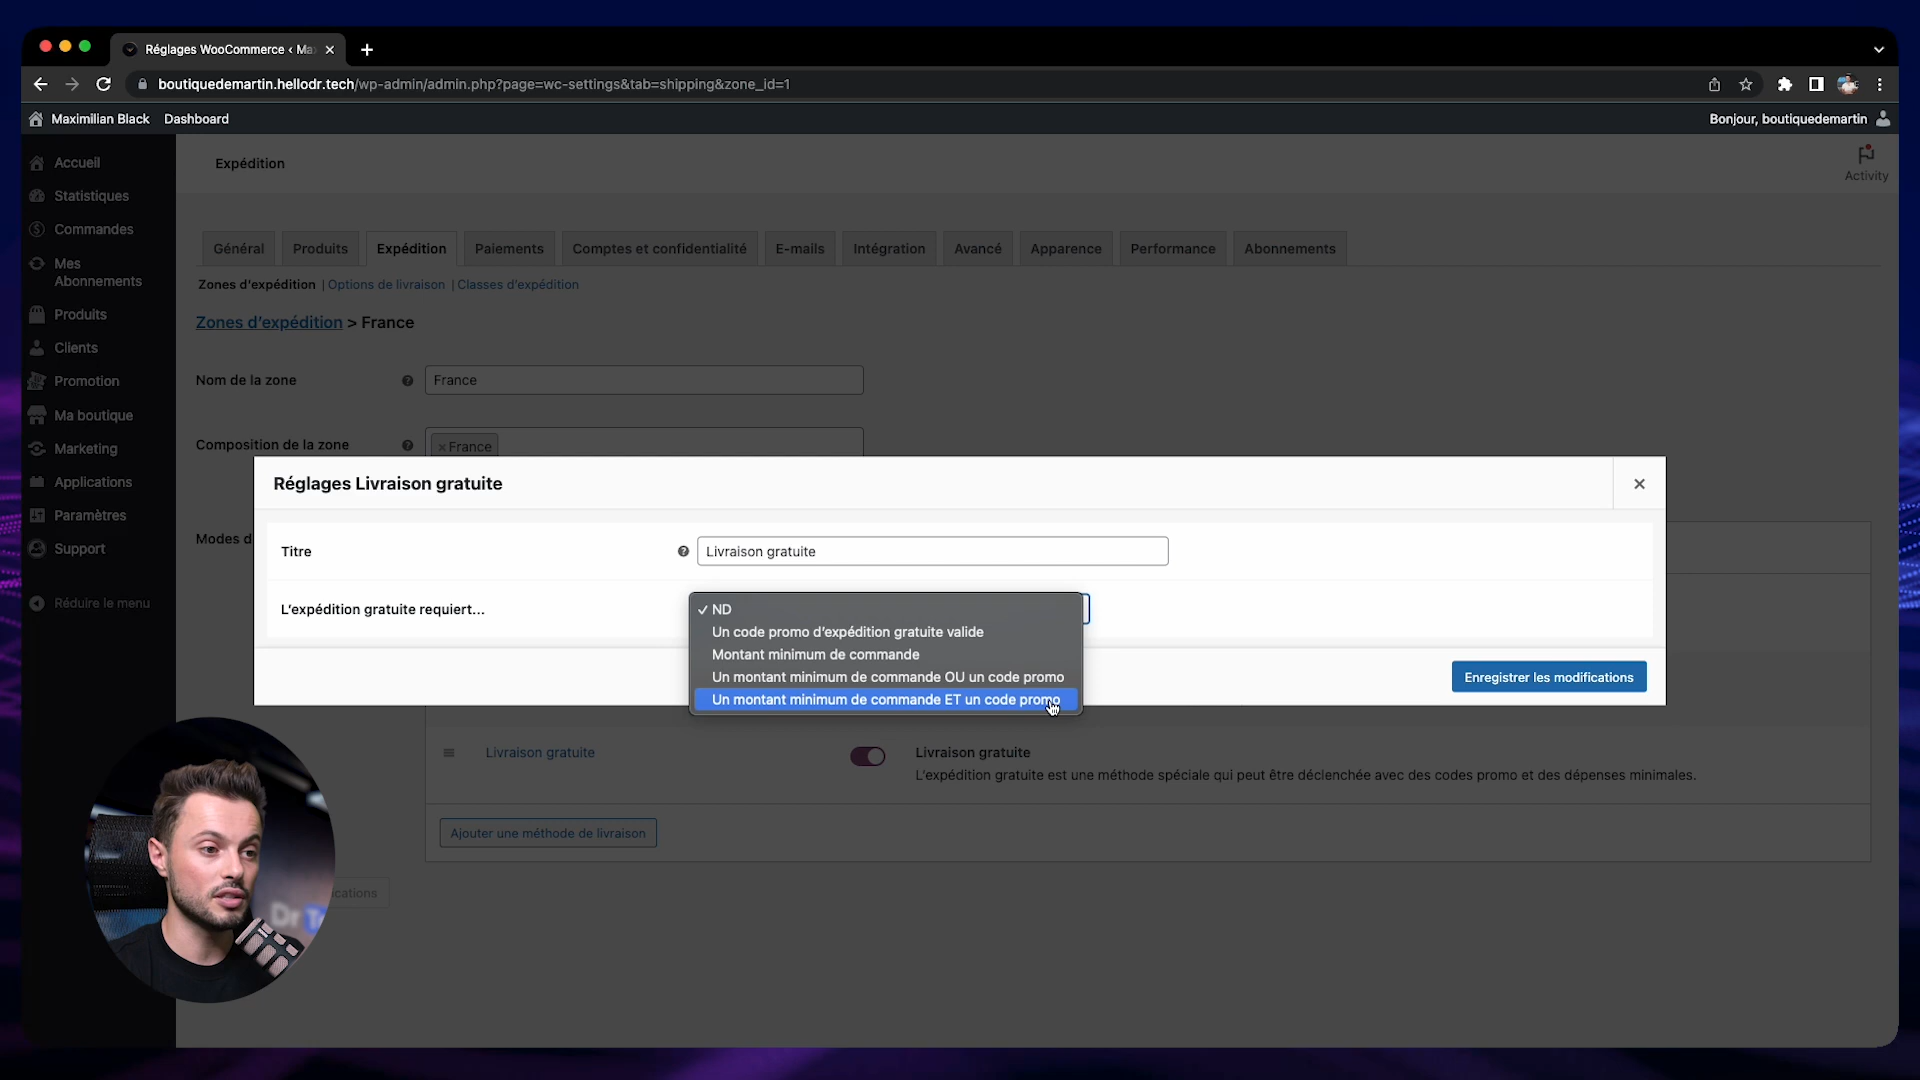 Réglages WooCommerce ‹ Ma
boutiquedemartin.hellodr.tech/wp-admin/admin.php?page=wc-settings&tab=shipping&zone_id=1
Maximilian Black Dashboard
Bonjour, boutiquedemartin
Accueil
Statistiques
Commandes
Mes
Abonnements
Produits
Clients
Promotion
Ma boutique
Marketing
Applications
Paramètres
Support
Réduire le menu
Expédition
Activity
Général Produits Expédition Paiements Comptes et confidentialité E-mails Intégration Avancé Apparence Performance Abonnements
Zones d'expédition | Options de livraison | Classes d'expédition
Zones d'expédition > France
Nom de la zone
France
Composition de la zone
×France
Modes d
Réglages Livraison gratuite
Titre
Livraison gratuite
L'expédition gratuite requiert...
✓ ND
Un code promo d'expédition gratuite valide
Montant minimum de commande
Un montant minimum de commande OU un code promo
Un montant minimum de commande ET un code promo
Enregistrer les modifications
Livraison gratuite
Livraison gratuite
L'expédition gratuite est une méthode spéciale qui peut être déclenchée avec des codes promo et des dépenses minimales.
Ajouter une méthode de livraison
cations
Dr T